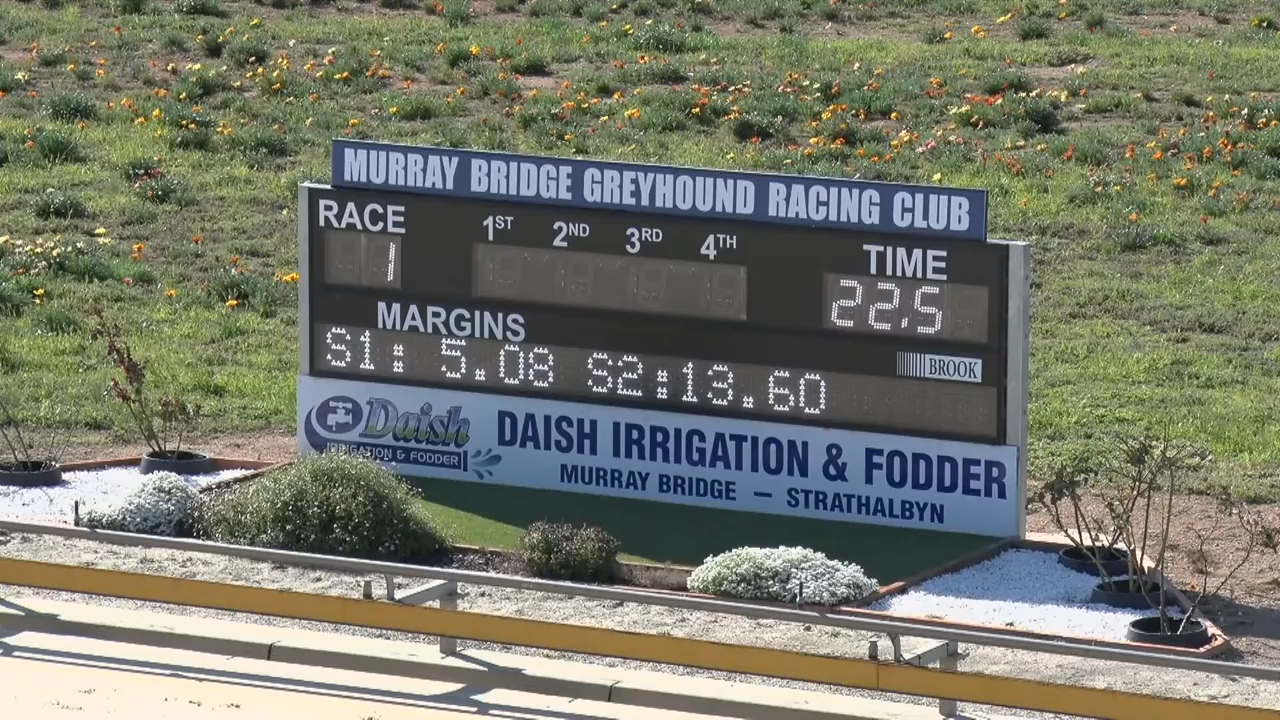 MURRAY BRIDGE GREYHOUND RACING CLUB
RACE 1ST 2ND 3RD 4TH TIME
1 22.5
MARGINS
S1: 5.08 S2:13.60
BROOK
Daish
IRRIGATION & FODDER
DAISH IRRIGATION & FODDER
MURRAY BRIDGE – STRATHALBYN